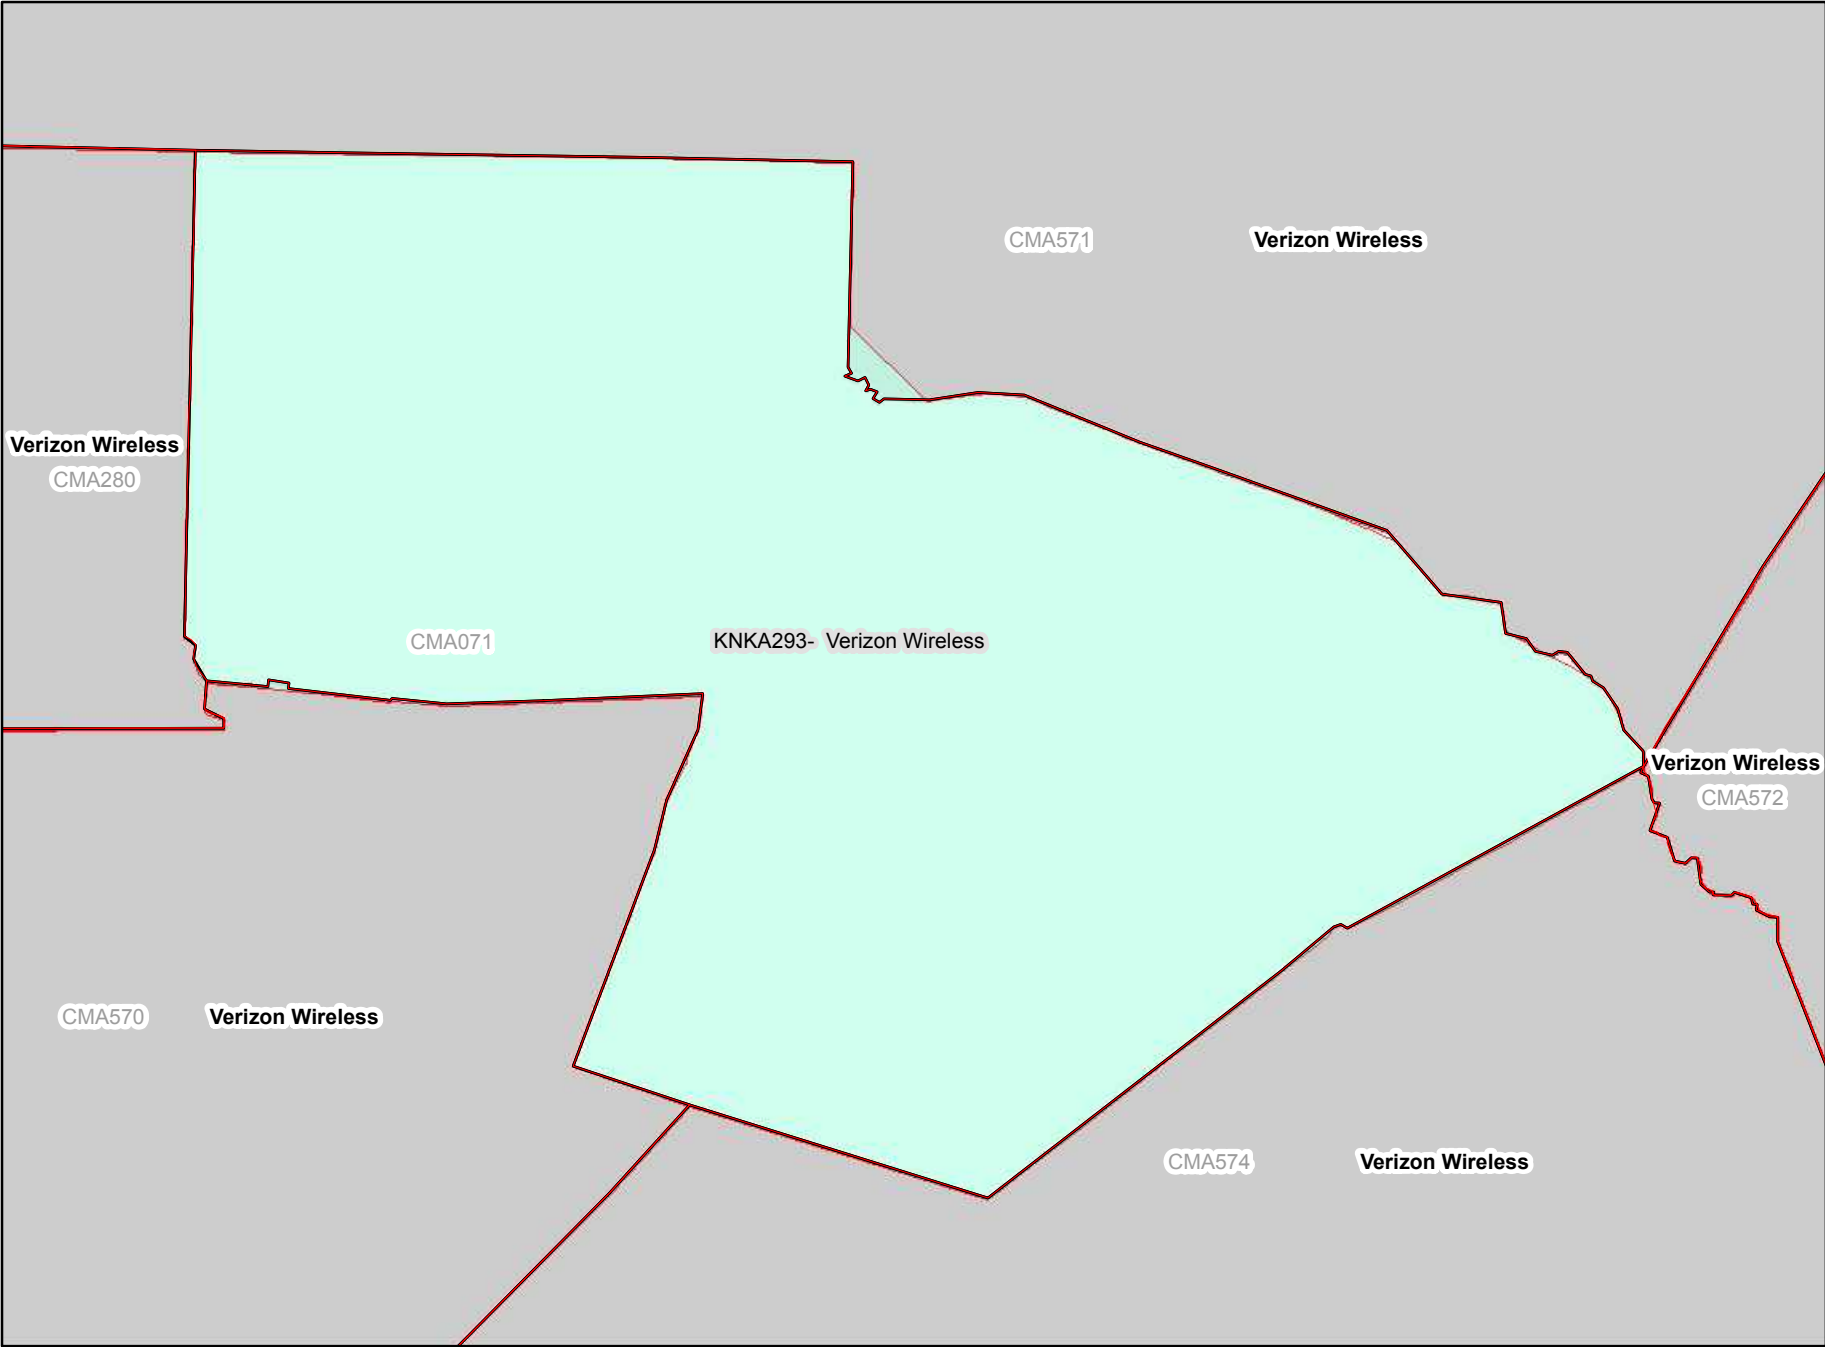 CMA571 Verizon Wireless
Verizon Wireless
CMA280
CMA071 KNKA293- Verizon Wireless
Verizon Wireless
CMA572
CMA570 Verizon Wireless
CMA574 Verizon Wireless